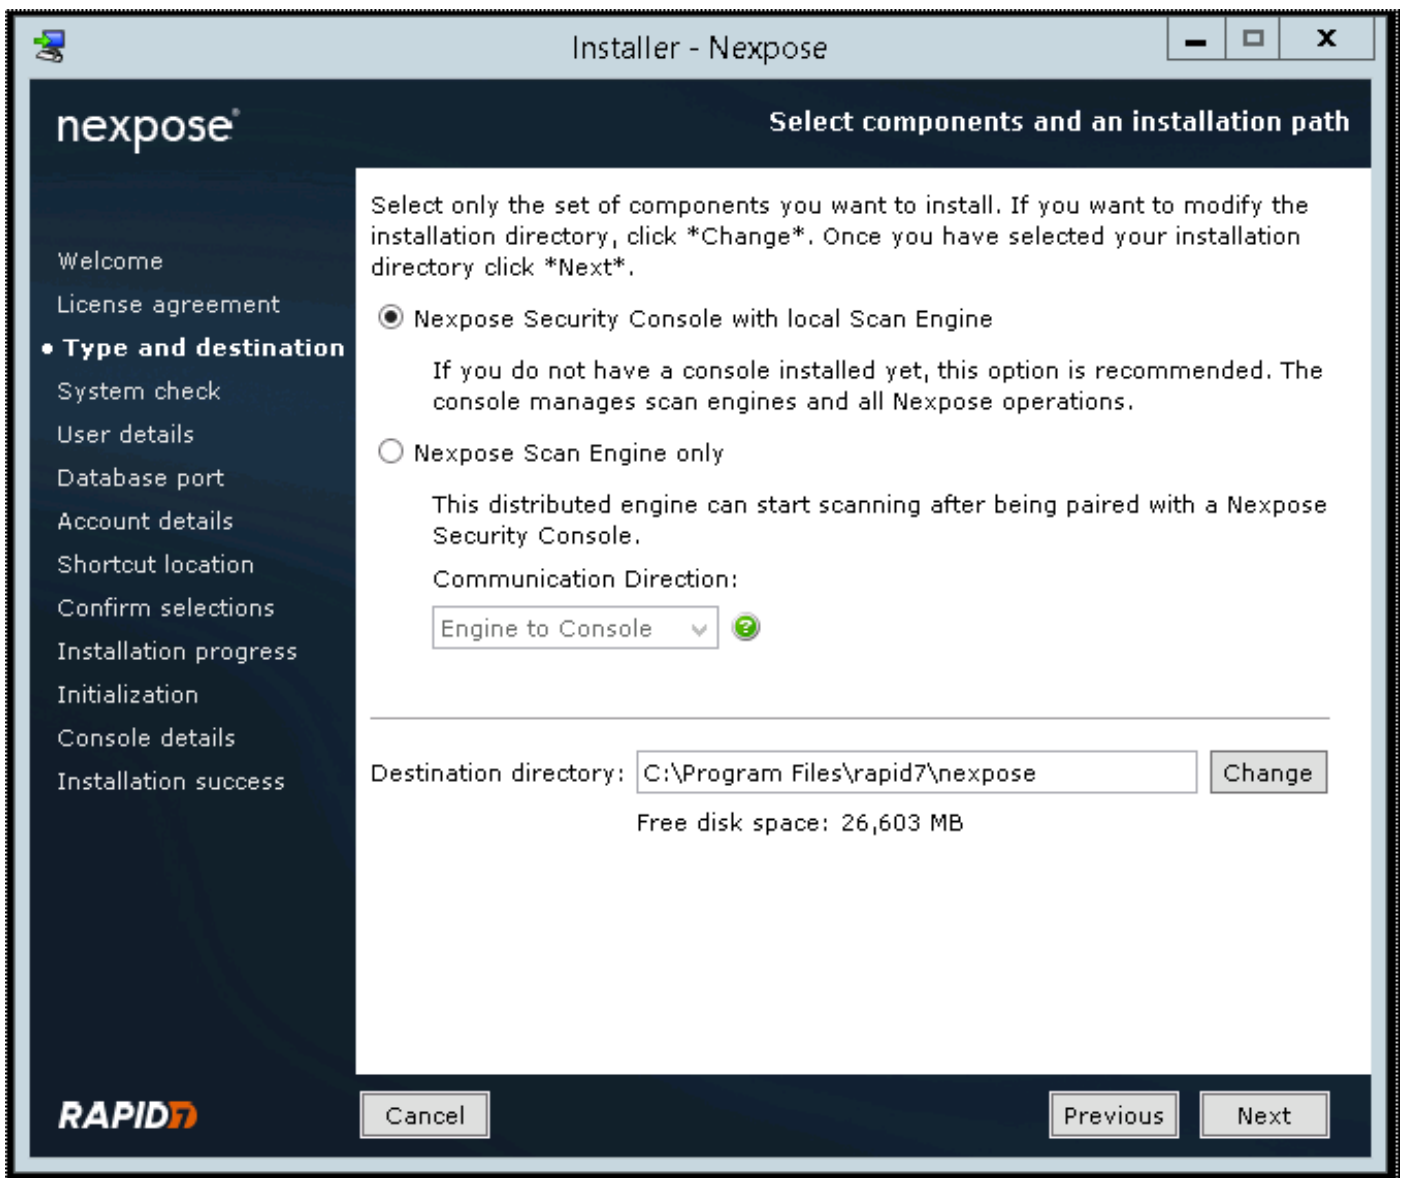 Installer - Nexpose
nexpose®
Select components and an installation path
Welcome
License agreement
• Type and destination
System check
User details
Database port
Account details
Shortcut location
Confirm selections
Installation progress
Initialization
Console details
Installation success
Select only the set of components you want to install. If you want to modify the
installation directory, click *Change*. Once you have selected your installation
directory click *Next*.
Nexpose Security Console with local Scan Engine
If you do not have a console installed yet, this option is recommended. The
console manages scan engines and all Nexpose operations.
Nexpose Scan Engine only
This distributed engine can start scanning after being paired with a Nexpose
Security Console.
Communication Direction:
Engine to Console
?
Destination directory: C:\Program Files\rapid7\nexpose Change
Free disk space: 26,603 MB
RAPID7
Cancel Previous Next